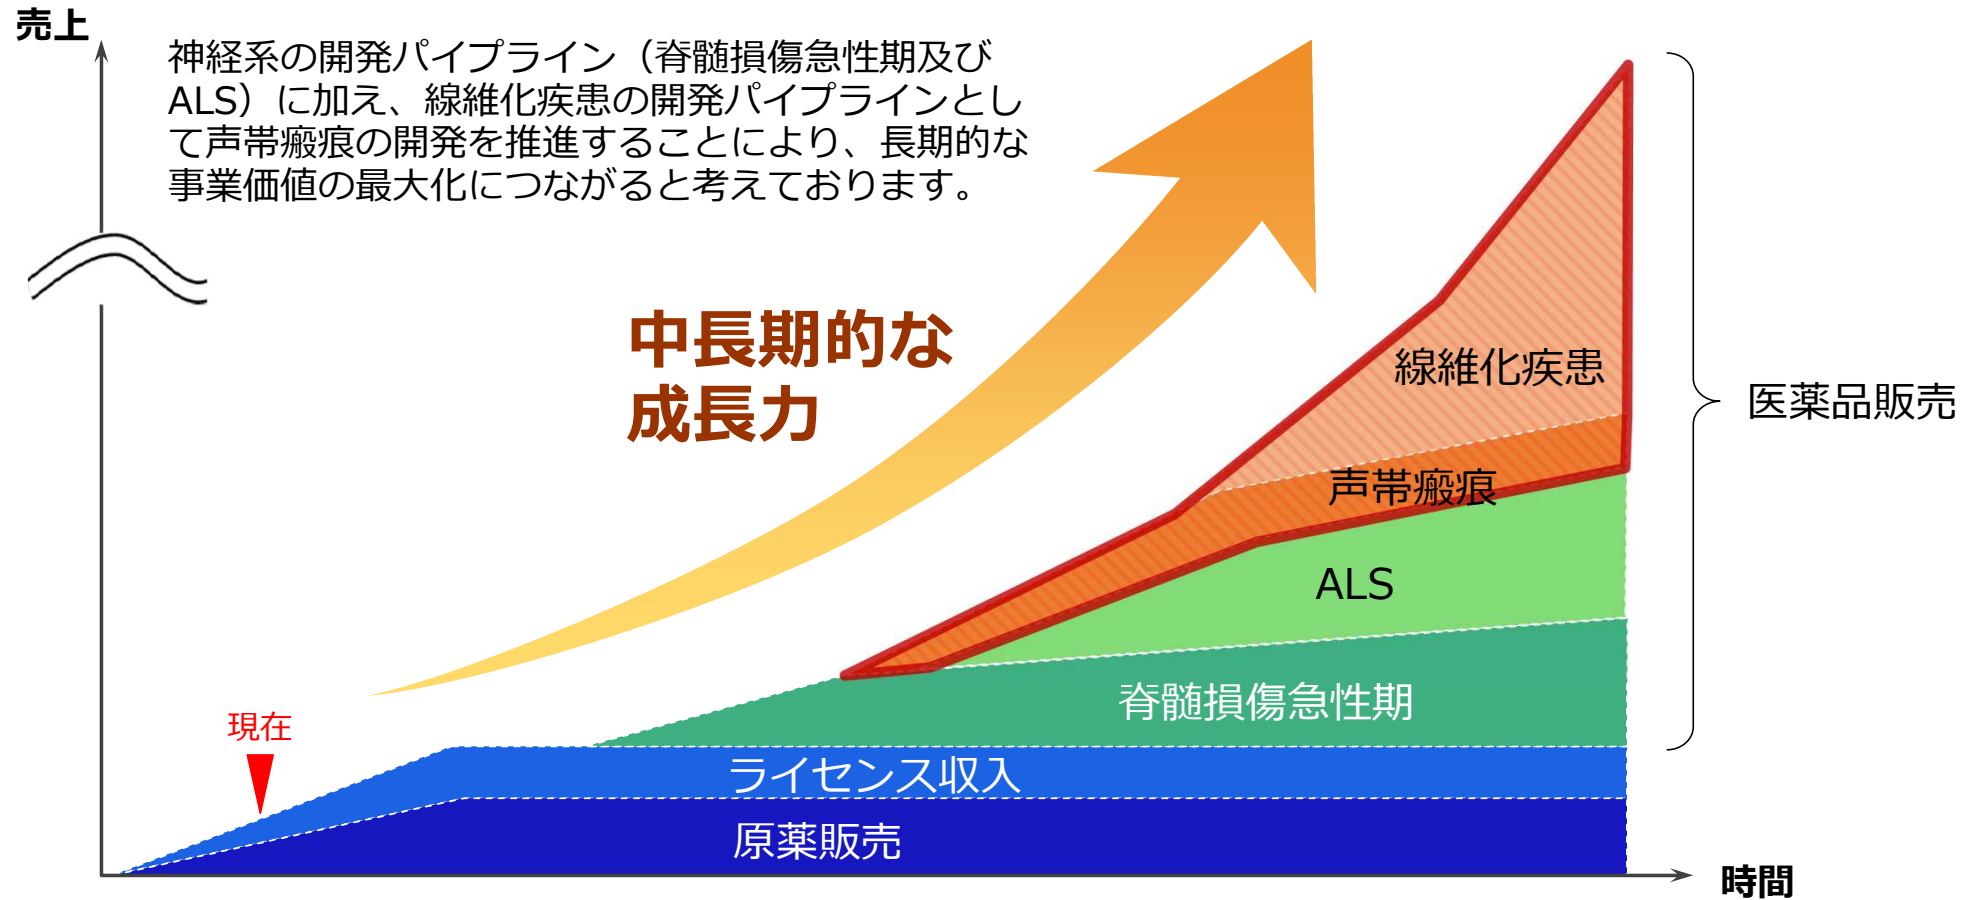 売上
神経系の開発パイプライン（脊髄損傷急性期及び
ALS）に加え、線維化疾患の開発パイプラインとし
て声帯瘢痕の開発を推進することにより、長期的な
事業価値の最大化につながると考えております。
中長期的な
成長力
線維化疾患
医薬品販売
声帯瘢痕
ALS
脊髄損傷急性期
現在
ライセンス収入
原薬販売
時間